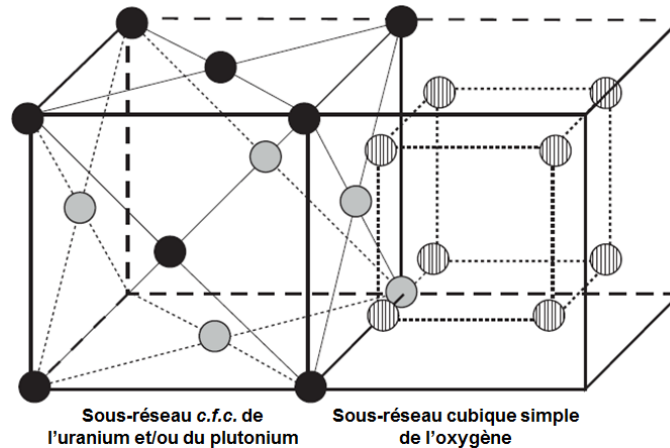 Sous-réseau c.f.c. de
l'uranium et/ou du plutonium
Sous-réseau cubique simple
de l'oxygène